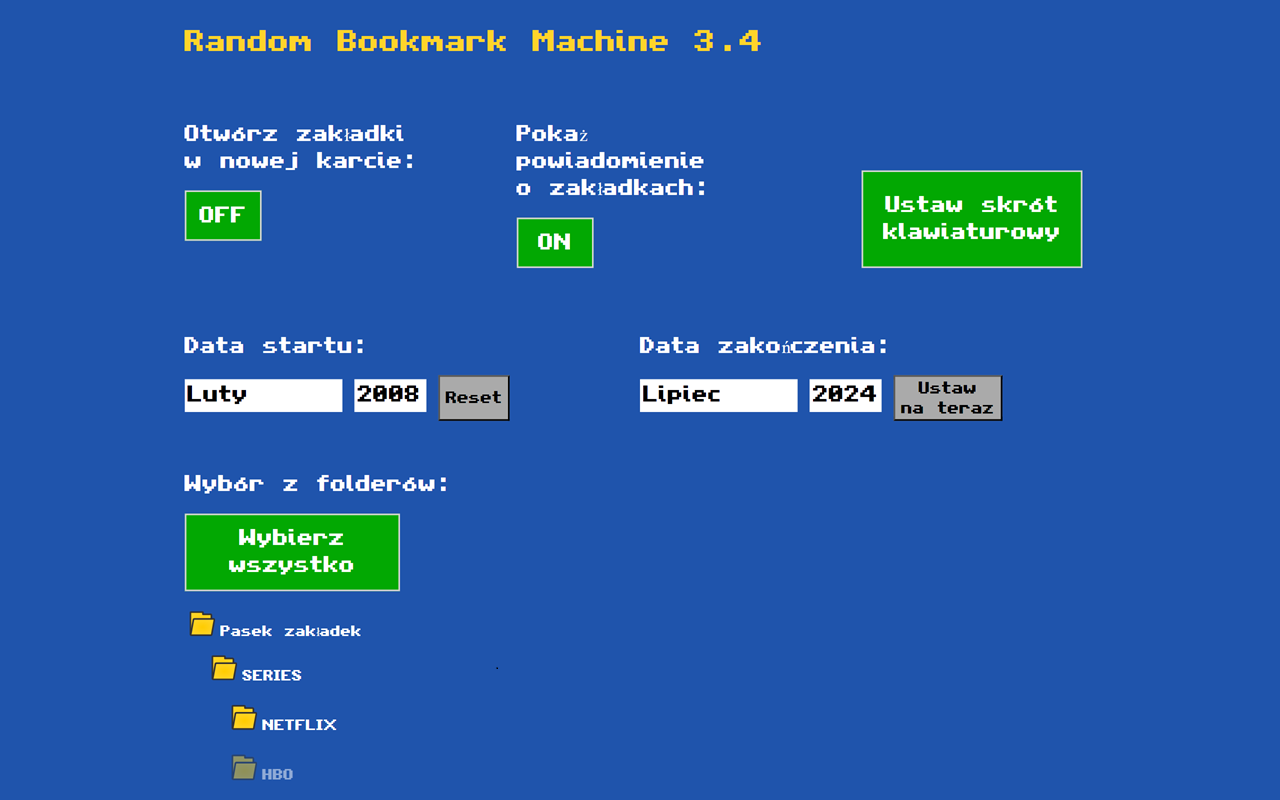 Random Bookmark Machine 3.4
Otwórz zakładki
w nowej karcie:
OFF
Pokaż
powiadomienie
o zakładkach:
ON
Ustaw skrót
klawiaturowy
Data startu:
Luty 2008 Reset
Data zakończenia:
Lipiec 2024 Ustaw
na teraz
Wybór z folderów:
Wybierz
wszystko
Pasek zakładek
SERIES
NETFLIX
HBO